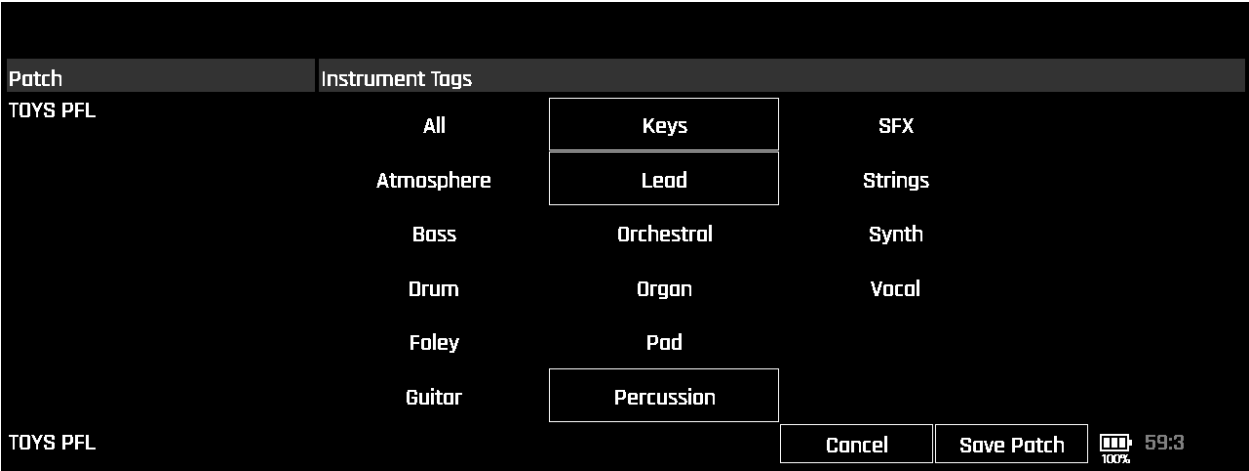 Patch Instrument Tags
TOYS PFL
All Keys SFX
Atmosphere Lead Strings
Bass Orchestral Synth
Drum Organ Vocal
Foley Pad
Guitar Percussion
TOYS PFL Cancel Save Patch 100% 59:3